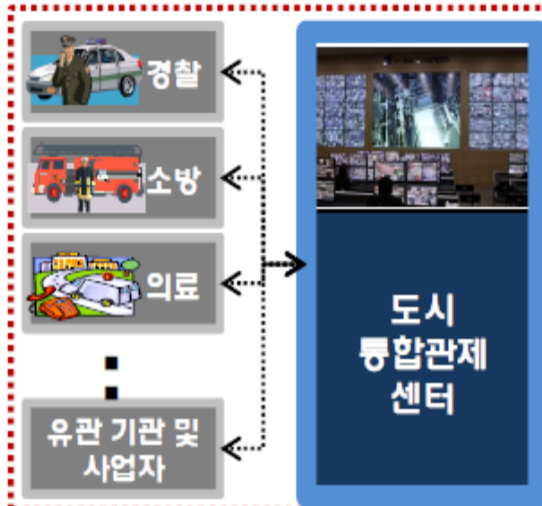 경찰
소방
의료
유관 기관 및
사업자
도시
통합관제
센터